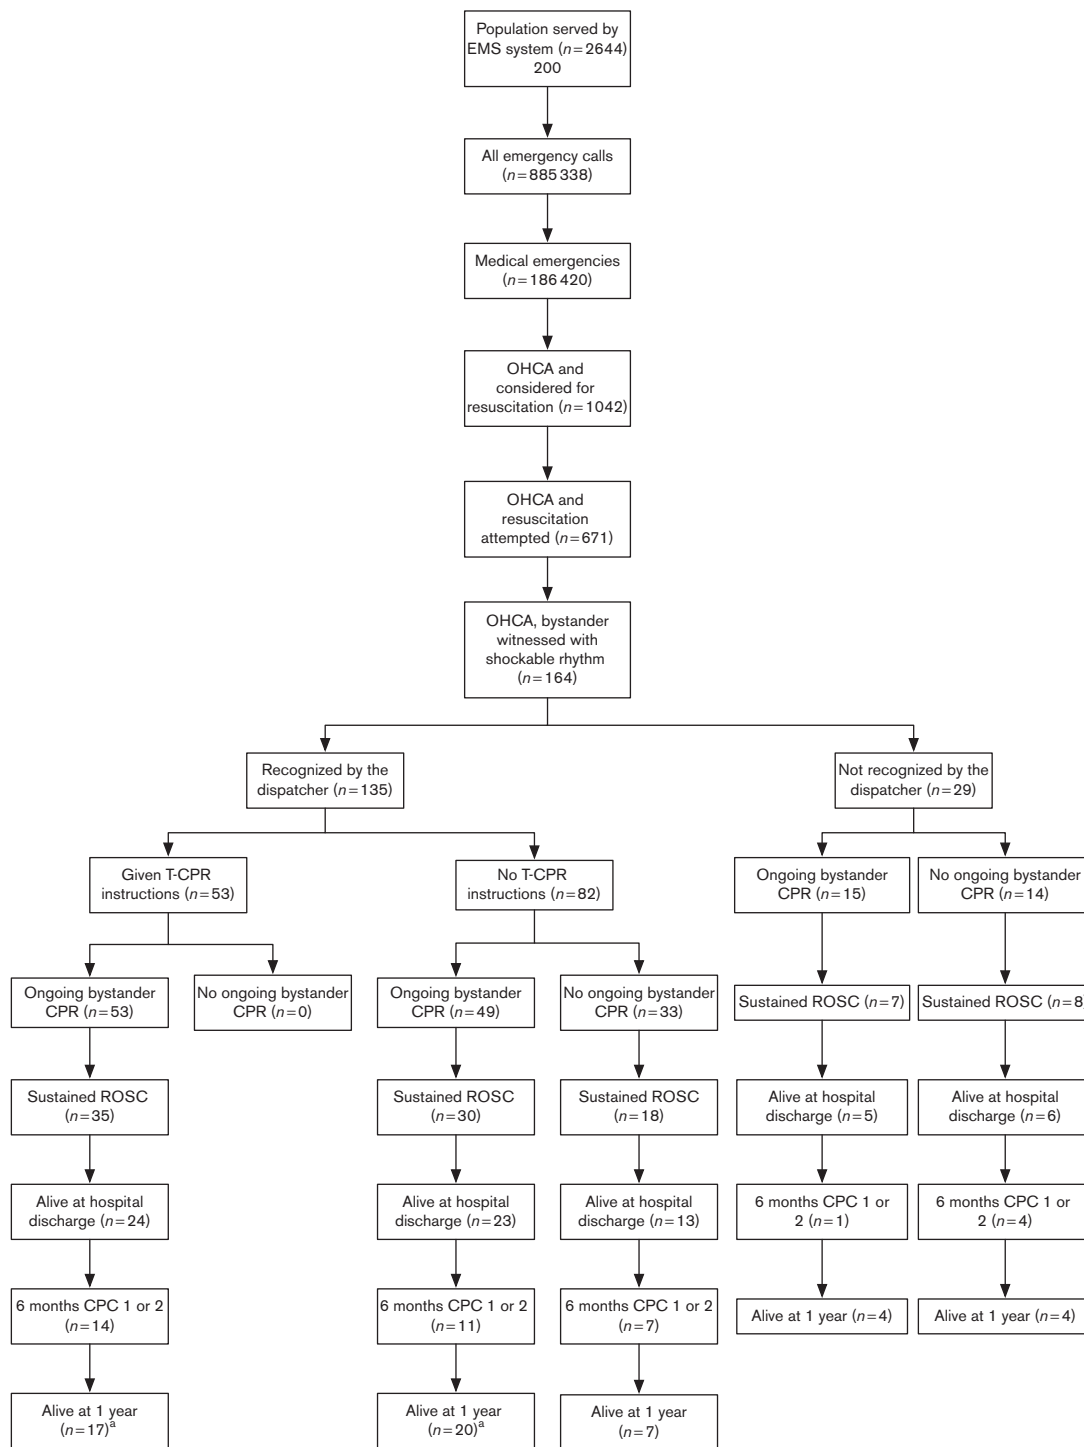 Population served by
EMS system (n=2644)
200
All emergency calls
(n=885 338)
Medical emergencies
(n=186 420)
OHCA and
considered for
resuscitation (n=1042)
OHCA and
resuscitation
attempted (n=671)
OHCA, bystander
witnessed with
shockable rhythm
(n=164)
Recognized by the
dispatcher (n=135)
Not recognized by the
dispatcher (n=29)
Given T-CPR
instructions (n=53)
No T-CPR
instructions (n=82)
Ongoing bystander
CPR (n=15)
No ongoing bystander
CPR (n=14)
Ongoing bystander
CPR (n=53)
No ongoing bystander
CPR (n=0)
Ongoing bystander
CPR (n=49)
No ongoing bystander
CPR (n=33)
Sustained ROSC (n=7)
Sustained ROSC (n=8)
Sustained ROSC
(n=35)
Sustained ROSC
(n=30)
Sustained ROSC
(n=18)
Alive at hospital
discharge (n=5)
Alive at hospital
discharge (n=6)
Alive at hospital
discharge (n=24)
Alive at hospital
discharge (n=23)
Alive at hospital
discharge (n=13)
6 months CPC 1 or
2 (n=1)
6 months CPC 1 or
2 (n=4)
6 months CPC 1 or 2
(n=14)
6 months CPC 1 or 2
(n=11)
6 months CPC 1 or 2
(n=7)
Alive at 1 year (n=4)
Alive at 1 year (n=4)
Alive at 1 year
(n=17)a
Alive at 1 year
(n=20)a
Alive at 1 year
(n=7)